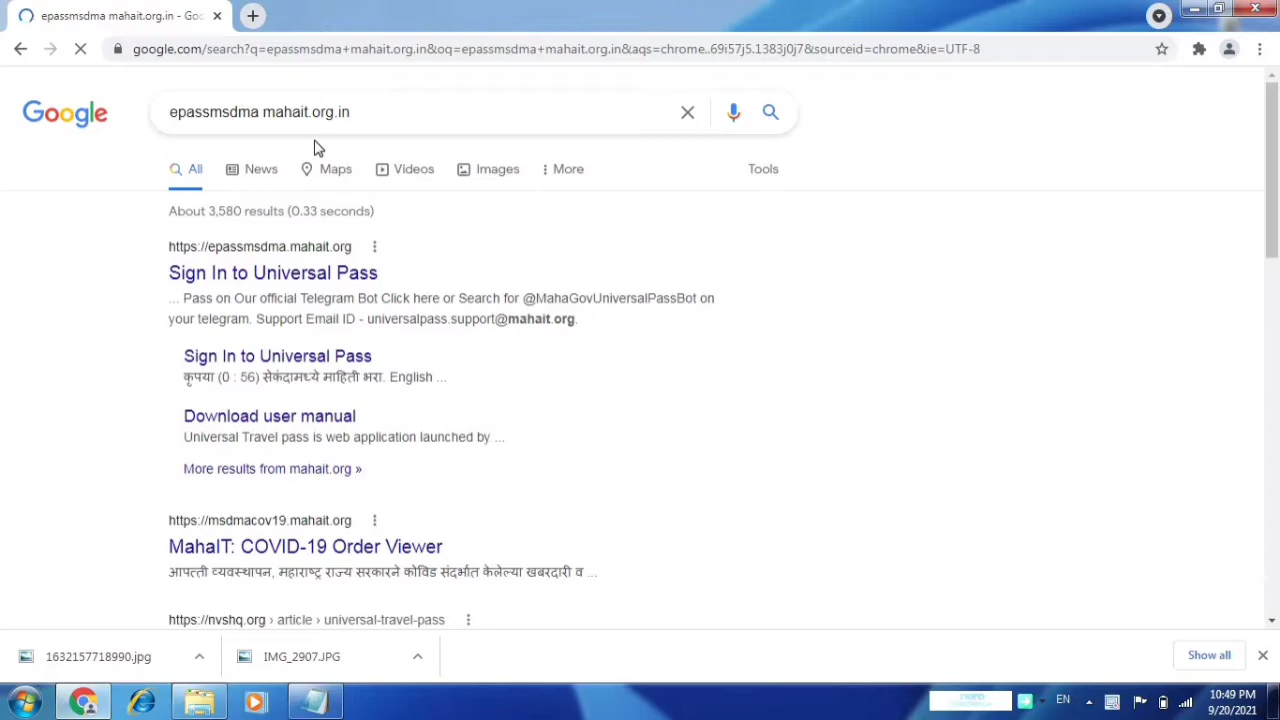 epassmsdma mahait.org.in - Goo
google.com/search?q=epassmsdma+mahait.org.in&oq=epassmsdma+mahait.org.in&aqs=chrome..69i57j5.1383j0j7&sourceid=chrome&ie=UTF-8
Google
epassmsdma mahait.org.in
All News Maps Videos Images More Tools
About 3,580 results (0.33 seconds)
https://epassmsdma.mahait.org
Sign In to Universal Pass
... Pass on Our official Telegram Bot Click here or Search for @MahaGovUniversalPassBot on
your telegram. Support Email ID - universalpass.support@mahait.org.
Sign In to Universal Pass
कृपया (0 : 56) सेकंदामध्ये माहिती भरा. English ...
Download user manual
Universal Travel pass is web application launched by ...
More results from mahait.org »
https://msdmacov19.mahait.org
MahaIT: COVID-19 Order Viewer
आपत्ती व्यवस्थापन, महाराष्ट्र राज्य सरकारने कोविड संदर्भात केलेल्या खबरदारी व ...
https://nvshq.org › article › universal-travel-pass
1632157718990.jpg
IMG_2907.JPG
Show all
EN
10:49 PM
9/20/2021